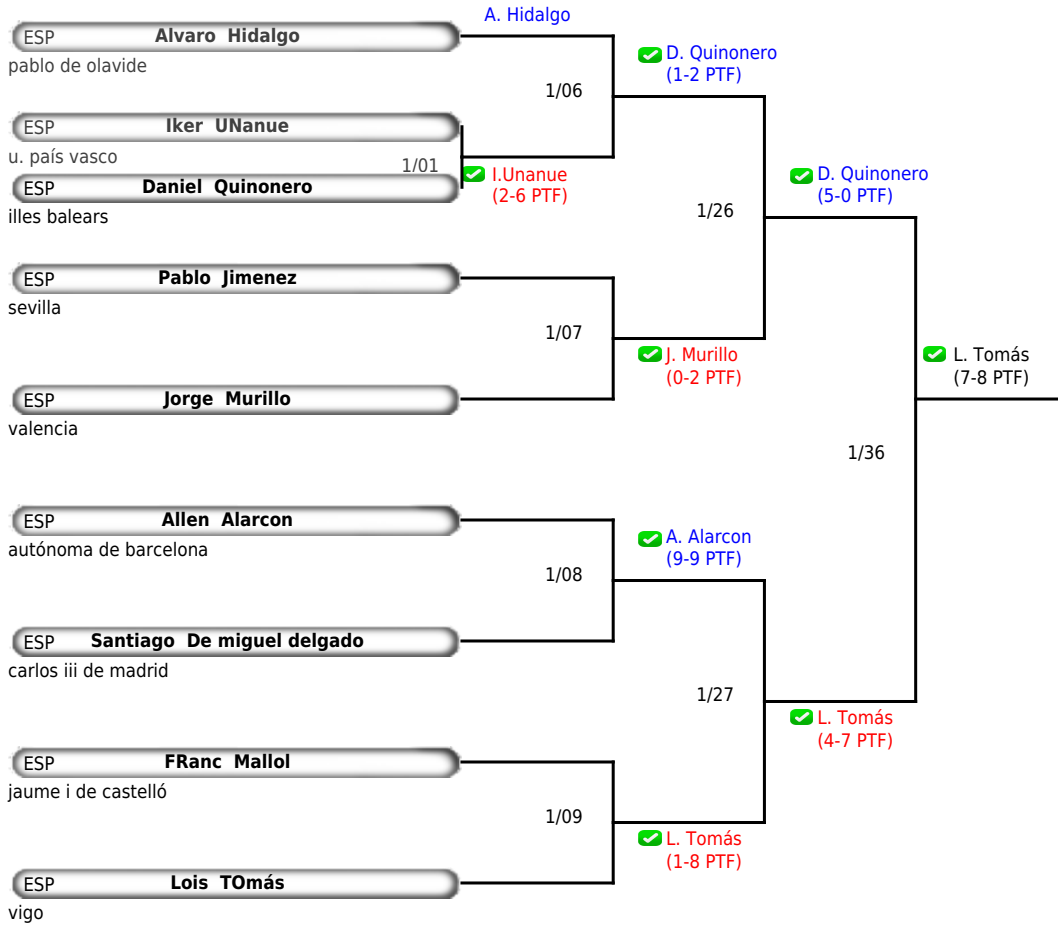 A. Hidalgo
ESP Alvaro Hidalgo
pablo de olavide
D. Quinonero
(1-2 PTF)
1/06
ESP Iker UNanue
u. país vasco
1/01
I.Unanue
(2-6 PTF)
ESP Daniel Quinonero
illes balears
D. Quinonero
(5-0 PTF)
1/26
ESP Pablo Jimenez
sevilla
1/07
J. Murillo
(0-2 PTF)
ESP Jorge Murillo
valencia
L. Tomás
(7-8 PTF)
1/36
ESP Allen Alarcon
autónoma de barcelona
A. Alarcon
(9-9 PTF)
1/08
ESP Santiago De miguel delgado
carlos iii de madrid
1/27
L. Tomás
(4-7 PTF)
ESP FRanc Mallol
jaume i de castelló
1/09
L. Tomás
(1-8 PTF)
ESP Lois TOmás
vigo